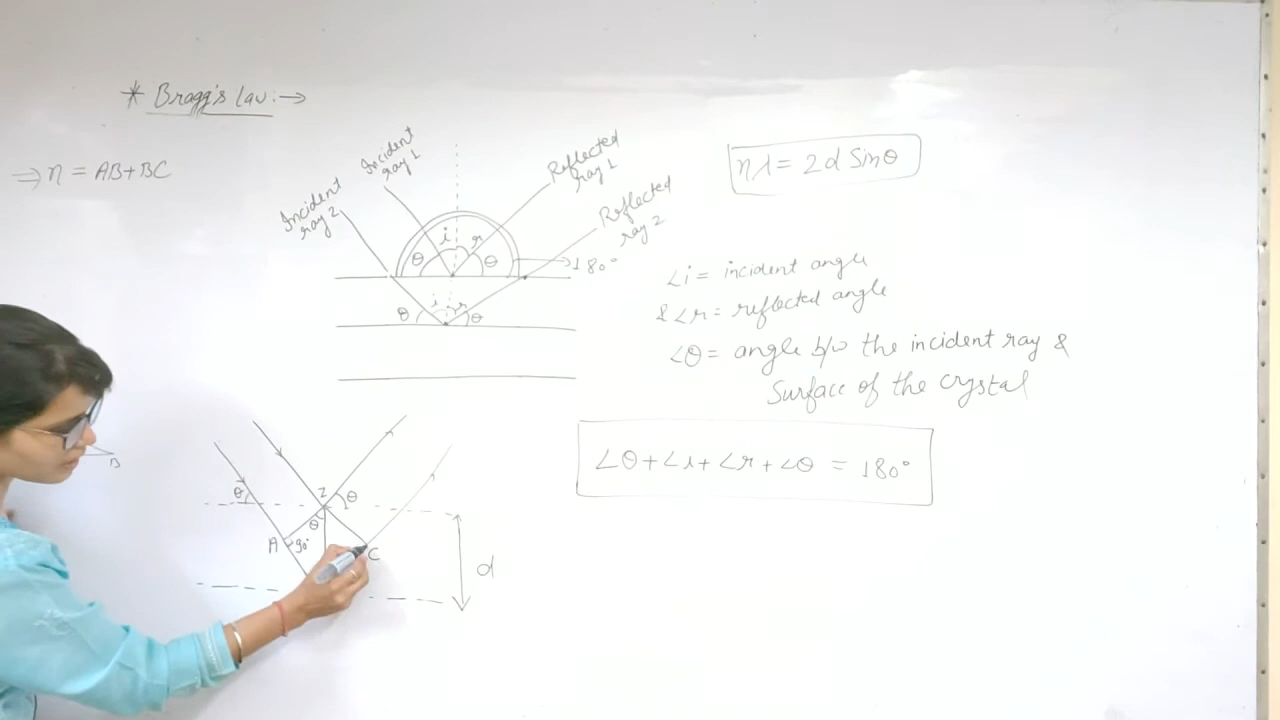 * Bragg's Law:→
⇒ η = AB+BC
Incident ray 1
Incident ray 2
Reflected ray 1
Reflected ray 2
i
r
θ
θ
→180°
i
r
θ
θ
ηλ = 2d Sinθ
∠i = incident angle
& ∠r = reflected angle
∠θ = angle b/w the incident ray &
Surface of the crystal
∠θ+∠i+∠r+∠θ = 180°
B
θ
Z
θ
θ
A
90°
C
d